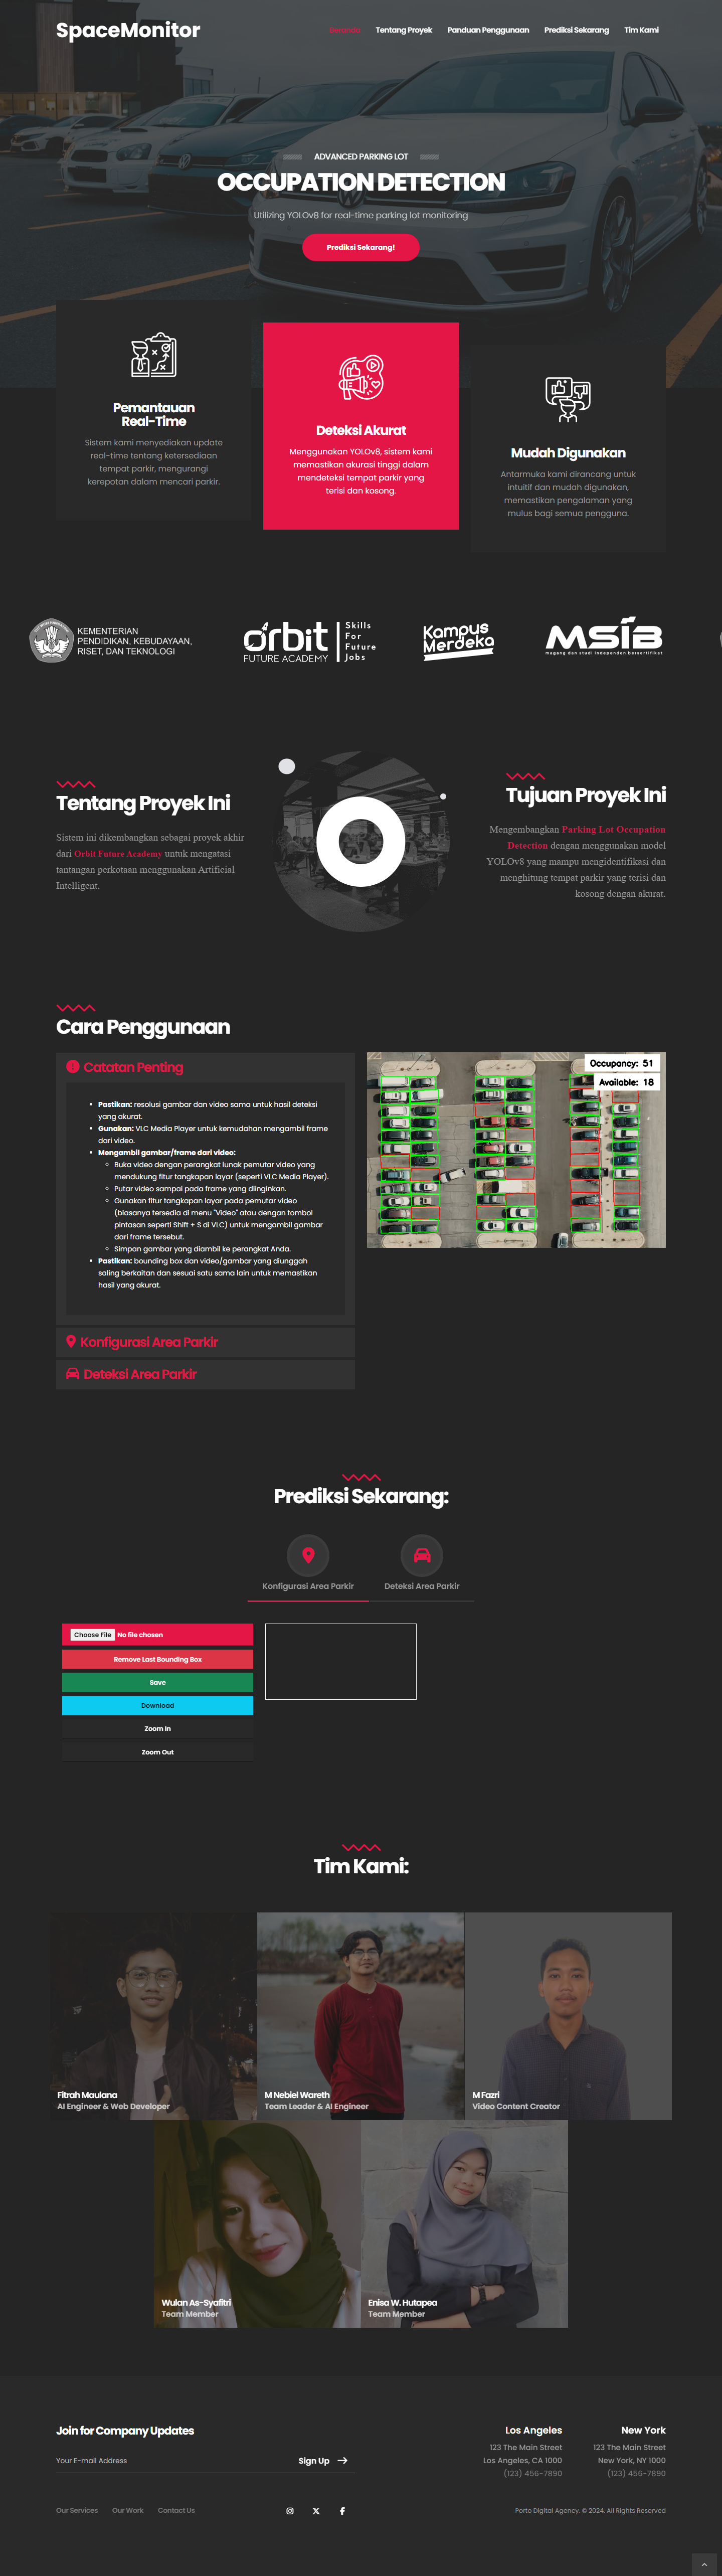 SpaceMonitor
Beranda Tentang Proyek Panduan Penggunaan Prediksi Sekarang Tim Kami
ADVANCED PARKING LOT
OCCUPATION DETECTION
Utilizing YOLOv8 for real-time parking lot monitoring
Prediksi Sekarang!
Pemantauan
Real-Time
Sistem kami menyediakan update
real-time tentang ketersediaan
tempat parkir, mengurangi
kerepotan dalam mencari parkir.
Deteksi Akurat
Menggunakan YOLOv8, sistem kami
memastikan akurasi tinggi dalam
mendeteksi tempat parkir yang
terisi dan kosong.
Mudah Digunakan
Antarmuka kami dirancang untuk
intuitif dan mudah digunakan,
memastikan pengalaman yang
mulus bagi semua pengguna.
KEMENTERIAN
PENDIDIKAN, KEBUDAYAAN,
RISET, DAN TEKNOLOGI
orbit
FUTURE ACADEMY
Skills
For
Future
Jobs
Kampus
Merdeka
MSIB
magang dan studi independen bersertifikat
Tentang Proyek Ini
Sistem ini dikembangkan sebagai proyek akhir
dari Orbit Future Academy untuk mengatasi
tantangan perkotaan menggunakan Artificial
Intelligent.
Tujuan Proyek Ini
Mengembangkan Parking Lot Occupation
Detection dengan menggunakan model
YOLOv8 yang mampu mengidentifikasi dan
menghitung tempat parkir yang terisi dan
kosong dengan akurat.
Cara Penggunaan
Catatan Penting
Pastikan: resolusi gambar dan video sama untuk hasil deteksi
yang akurat.
Gunakan: VLC Media Player untuk kemudahan mengambil frame
dari video.
Mengambil gambar/frame dari video:
Buka video dengan perangkat lunak pemutar video yang
mendukung fitur tangkapan layar (seperti VLC Media Player).
Putar video sampai pada frame yang diinginkan.
Gunakan fitur tangkapan layar pada pemutar video
(biasanya tersedia di menu "Video" atau dengan tombol
pintasan seperti Shift + S di VLC) untuk mengambil gambar
dari frame tersebut.
Simpan gambar yang diambil ke perangkat Anda.
Pastikan: bounding box dan video/gambar yang diunggah
saling berkaitan dan sesuai satu sama lain untuk memastikan
hasil yang akurat.
Konfigurasi Area Parkir
Deteksi Area Parkir
Occupancy: 51
Available: 18
Prediksi Sekarang:
Konfigurasi Area Parkir
Deteksi Area Parkir
Choose File No file chosen
Remove Last Bounding Box
Save
Download
Zoom In
Zoom Out
Tim Kami:
Fitrah Maulana
AI Engineer & Web Developer
M Nebiel Wareth
Team Leader & AI Engineer
M Fazri
Video Content Creator
Wulan As-Syafitri
Team Member
Enisa W. Hutapea
Team Member
Join for Company Updates
Your E-mail Address
Sign Up
Los Angeles
123 The Main Street
Los Angeles, CA 1000
(123) 456-7890
New York
123 The Main Street
New York, NY 1000
(123) 456-7890
Our Services Our Work Contact Us
Porto Digital Agency. © 2024. All Rights Reserved